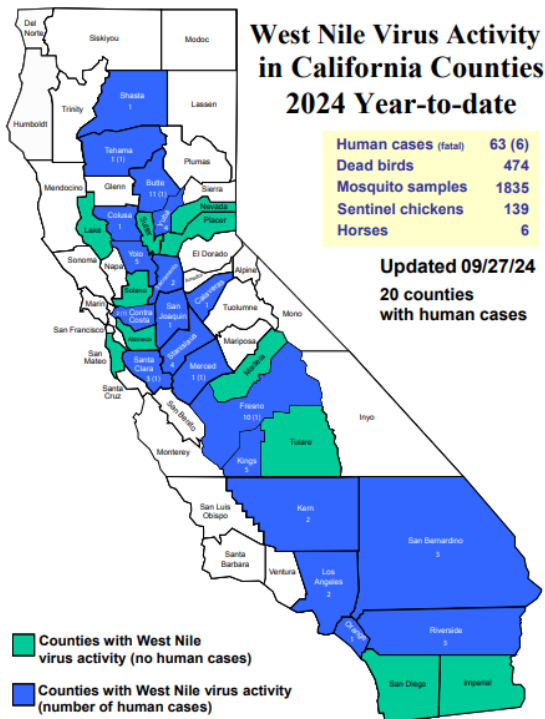 West Nile Virus Activity
in California Counties
2024 Year-to-date
Human cases (fatal) 63 (6)
Dead birds 474
Mosquito samples 1835
Sentinel chickens 139
Horses 6
Updated 09/27/24
20 counties
with human cases
Del
Norte
Siskiyou
Modoc
Humboldt
Trinity
Shasta
1
Lassen
Tehama
1 (1)
Plumas
Mendocino
Glenn
Butte
11 (1)
Sierra
Lake
Colusa
1
Sutter
Yuba
Nevada
Placer
Sonoma
Napa
Yolo
5
El Dorado
Alpine
Sacramento
2
Amador
Marin
Solano
Calaveras
San Francisco
Contra
Costa
San
Joaquin
1
Tuolumne
Mono
San
Mateo
Alameda
Stanislaus
4
Mariposa
Santa
Clara
3 (1)
Merced
1 (1)
Madera
Santa
Cruz
San Benito
Fresno
10 (1)
Inyo
Monterey
Kings
5
Tulare
San Luis
Obispo
Kern
2
San Bernardino
3
Santa
Barbara
Ventura
Los
Angeles
2
Orange
1
Riverside
3
San Diego
Imperial
Counties with West Nile
virus activity (no human cases)
Counties with West Nile virus activity
(number of human cases)